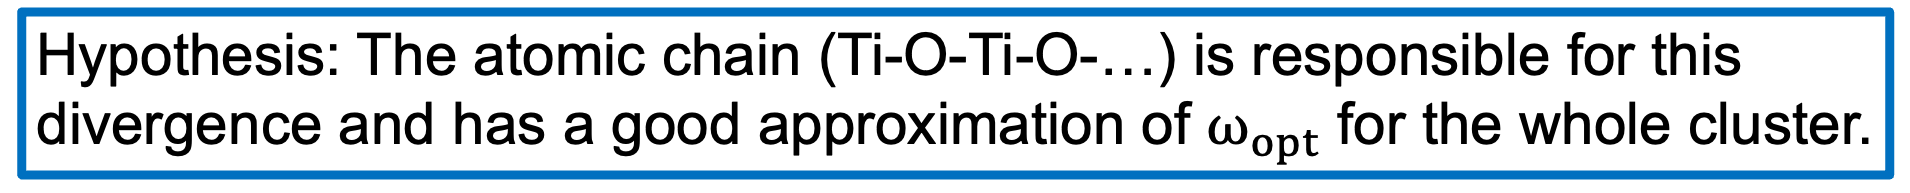 Hypothesis: The atomic chain (Ti-O-Ti-O-…) is responsible for this
divergence and has a good approximation of ω_opt for the whole cluster.